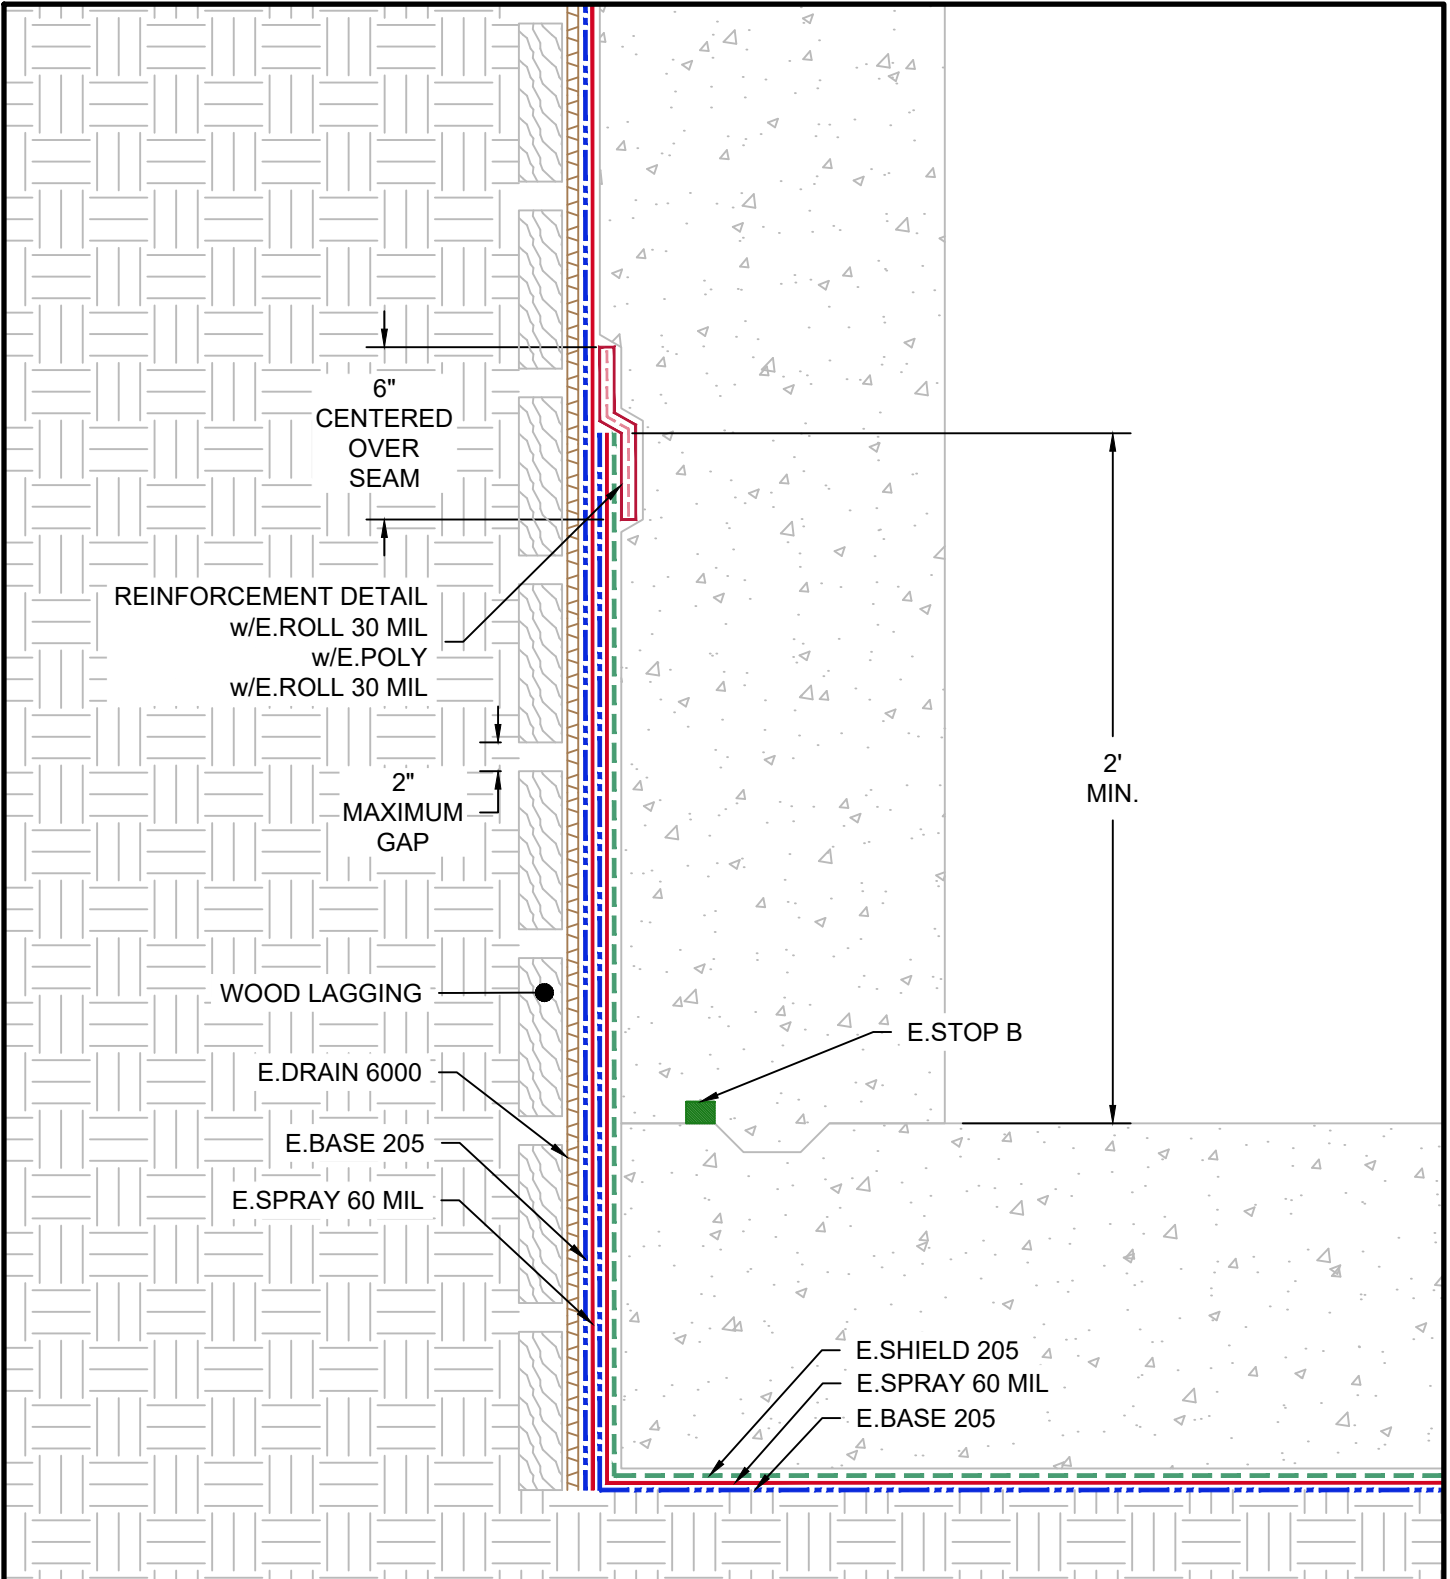 6"
CENTERED
OVER
SEAM
REINFORCEMENT DETAIL
w/E.ROLL 30 MIL
w/E.POLY
w/E.ROLL 30 MIL
2"
MAXIMUM
GAP
2'
MIN.
WOOD LAGGING
E.STOP B
E.DRAIN 6000
E.BASE 205
E.SPRAY 60 MIL
E.SHIELD 205
E.SPRAY 60 MIL
E.BASE 205